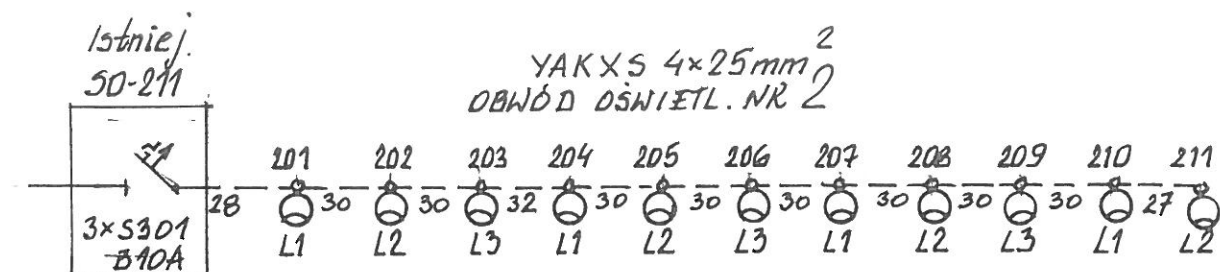 Istniej.
SO-211
YAKXS 4×25mm²
OBWÓD OŚWIETL. NR 2
201 202 203 204 205 206 207 208 209 210 211
28 30 30 32 30 30 30 30 30 30 27
3×S301
B10A
L1 L2 L3 L1 L2 L3 L1 L2 L3 L1 L2